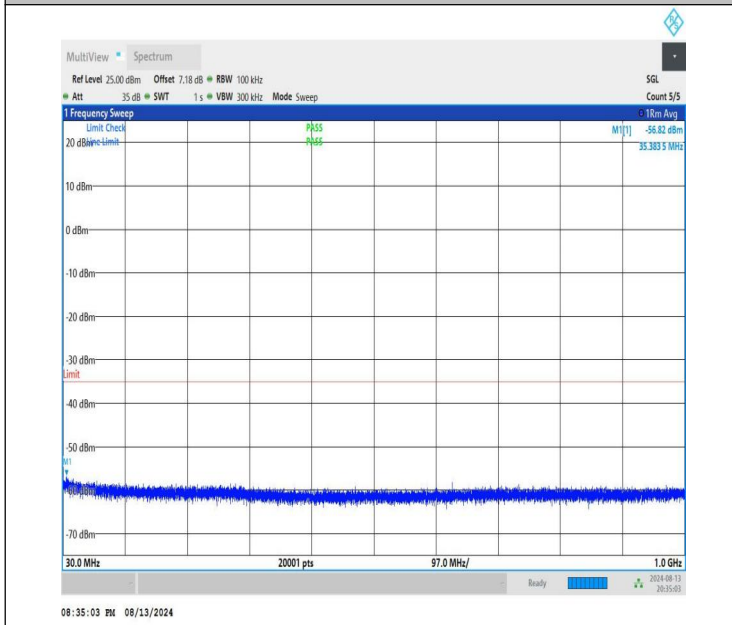 MultiView Spectrum
Ref Level 25.00 dBm Offset 7.18 dB RBW 100 kHz SGL
Att 35 dB SWT 1 s VBW 300 kHz Mode Sweep Count 5/5
1 Frequency Sweep 1Rm Avg
Limit Check PASS M1[1] -56.82 dBm
20 dBm Line Limit PASS 35.383 5 MHz
10 dBm
0 dBm
-10 dBm
-20 dBm
-30 dBm
Limit
-40 dBm
-50 dBm
M1
-70 dBm
30.0 MHz 20001 pts 97.0 MHz/ 1.0 GHz
Ready 2024-08-13
20:35:03
08:35:03 PM 08/13/2024